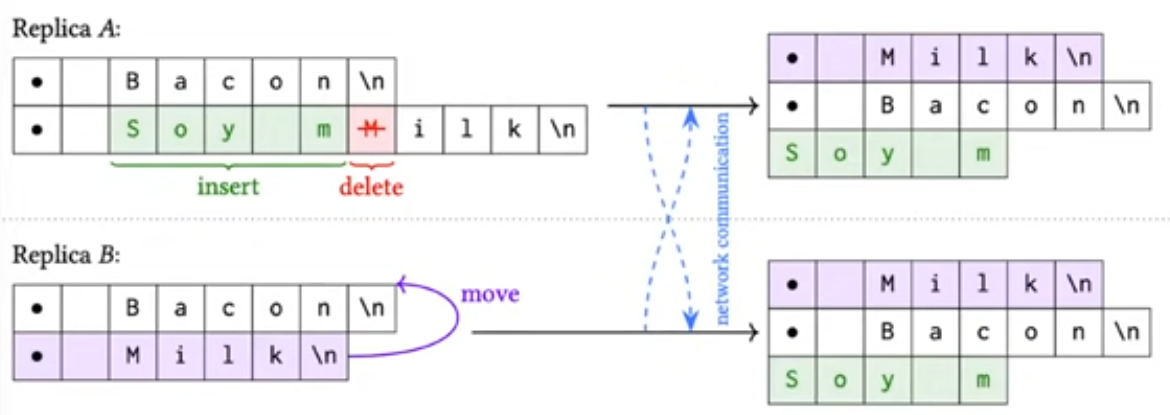 Replica A:
• B a c o n \n
• S o y m M i l k \n
insert
delete
• M i l k \n
• B a c o n \n
S o y m
network communication
Replica B:
• B a c o n \n
• M i l k \n
move
• M i l k \n
• B a c o n \n
S o y m